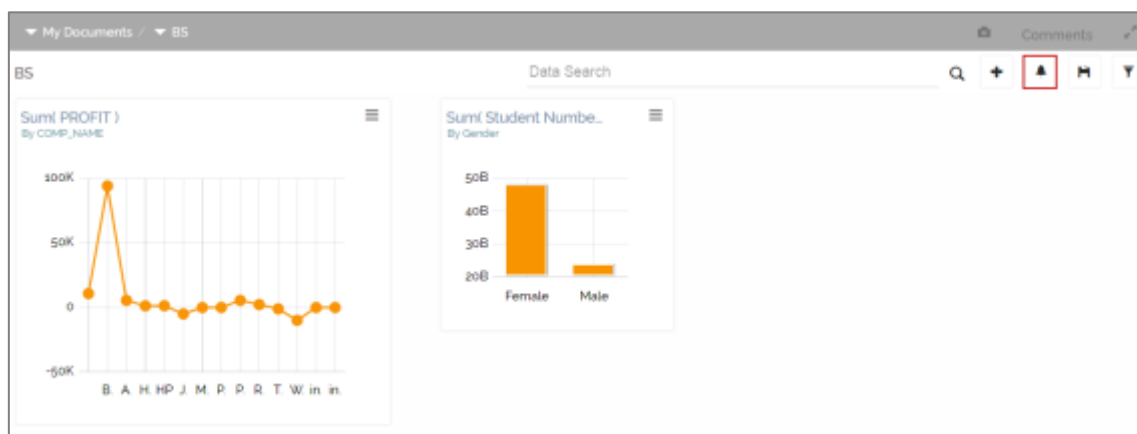 My Documents / BS
Comments
BS
Data Search
Sum( PROFIT )
By COMP_NAME
100K
50K
0
-50K
B. A. H. HP J. M. P. P. R. T. W. in. in.
Sum( Student Numbe...
By Gender
50B
40B
30B
20B
Female Male